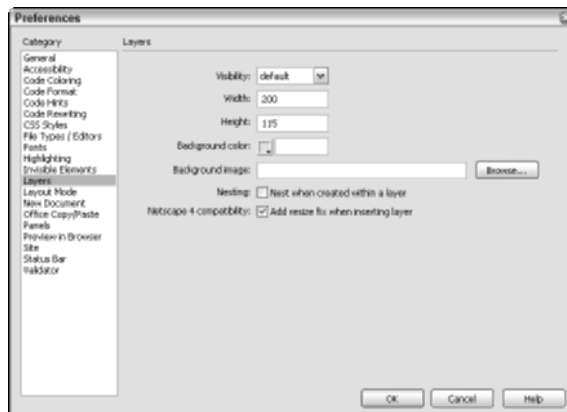 Preferences
Category
Layers
General
Accessibility
Code Coloring
Code Format
Code Hints
Code Rewriting
CSS Styles
File Types / Editors
Fonts
Highlighting
Invisible Elements
Layers
Layout Mode
New Document
Office Copy/Paste
Panels
Preview in Browser
Site
Status Bar
Validator
Visibility: default
Width: 200
Height: 115
Background color:
Background image: Browse...
Nesting: Nest when created within a layer
Netscape 4 compatibility: Add resize fix when inserting layer
OK Cancel Help